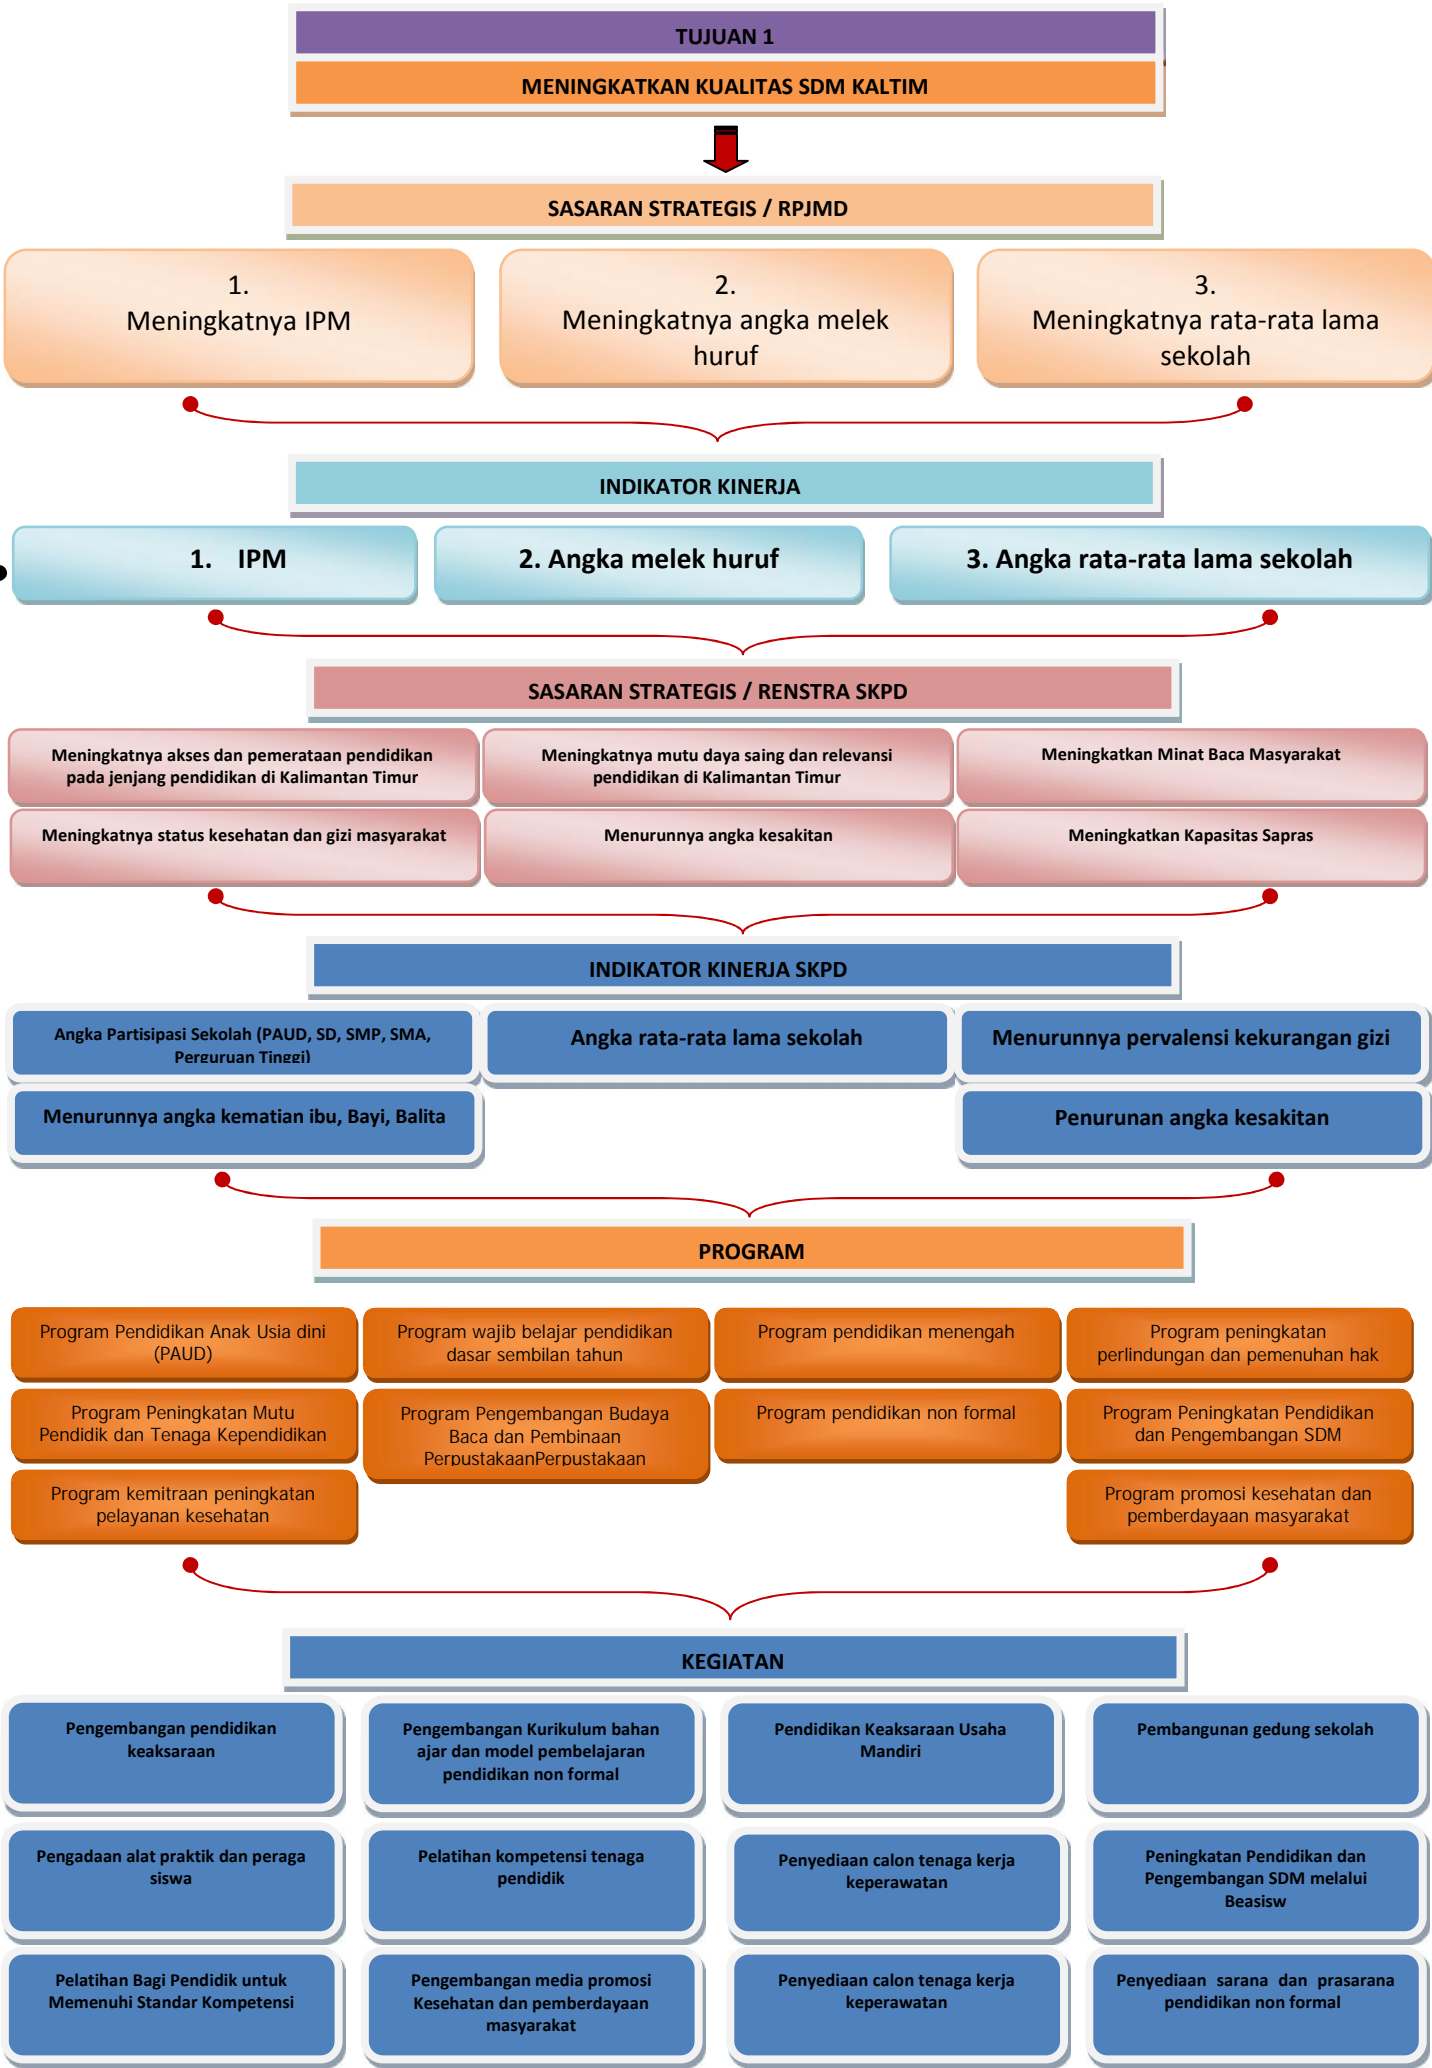 TUJUAN 1
MENINGKATKAN KUALITAS SDM KALTIM
SASARAN STRATEGIS / RPJMD
1.
Meningkatnya IPM
2.
Meningkatnya angka melek
huruf
3.
Meningkatnya rata-rata lama
sekolah
INDIKATOR KINERJA
1. IPM
2. Angka melek huruf
3. Angka rata-rata lama sekolah
SASARAN STRATEGIS / RENSTRA SKPD
Meningkatnya akses dan pemerataan pendidikan
pada jenjang pendidikan di Kalimantan Timur
Meningkatnya mutu daya saing dan relevansi
pendidikan di Kalimantan Timur
Meningkatkan Minat Baca Masyarakat
Meningkatnya status kesehatan dan gizi masyarakat
Menurunnya angka kesakitan
Meningkatkan Kapasitas Sapras
INDIKATOR KINERJA SKPD
Angka Partisipasi Sekolah (PAUD, SD, SMP, SMA,
Perguruan Tinggi)
Angka rata-rata lama sekolah
Menurunnya pervalensi kekurangan gizi
Menurunnya angka kematian ibu, Bayi, Balita
Penurunan angka kesakitan
PROGRAM
Program Pendidikan Anak Usia dini
(PAUD)
Program wajib belajar pendidikan
dasar sembilan tahun
Program pendidikan menengah
Program peningkatan
perlindungan dan pemenuhan hak
Program Peningkatan Mutu
Pendidik dan Tenaga Kependidikan
Program Pengembangan Budaya
Baca dan Pembinaan
PerpustakaanPerpustakaan
Program pendidikan non formal
Program Peningkatan Pendidikan
dan Pengembangan SDM
Program kemitraan peningkatan
pelayanan kesehatan
Program promosi kesehatan dan
pemberdayaan masyarakat
KEGIATAN
Pengembangan pendidikan
keaksaraan
Pengembangan Kurikulum bahan
ajar dan model pembelajaran
pendidikan non formal
Pendidikan Keaksaraan Usaha
Mandiri
Pembangunan gedung sekolah
Pengadaan alat praktik dan peraga
siswa
Pelatihan kompetensi tenaga
pendidik
Penyediaan calon tenaga kerja
keperawatan
Peningkatan Pendidikan dan
Pengembangan SDM melalui
Beasisw
Pelatihan Bagi Pendidik untuk
Memenuhi Standar Kompetensi
Pengembangan media promosi
Kesehatan dan pemberdayaan
masyarakat
Penyediaan calon tenaga kerja
keperawatan
Penyediaan sarana dan prasarana
pendidikan non formal